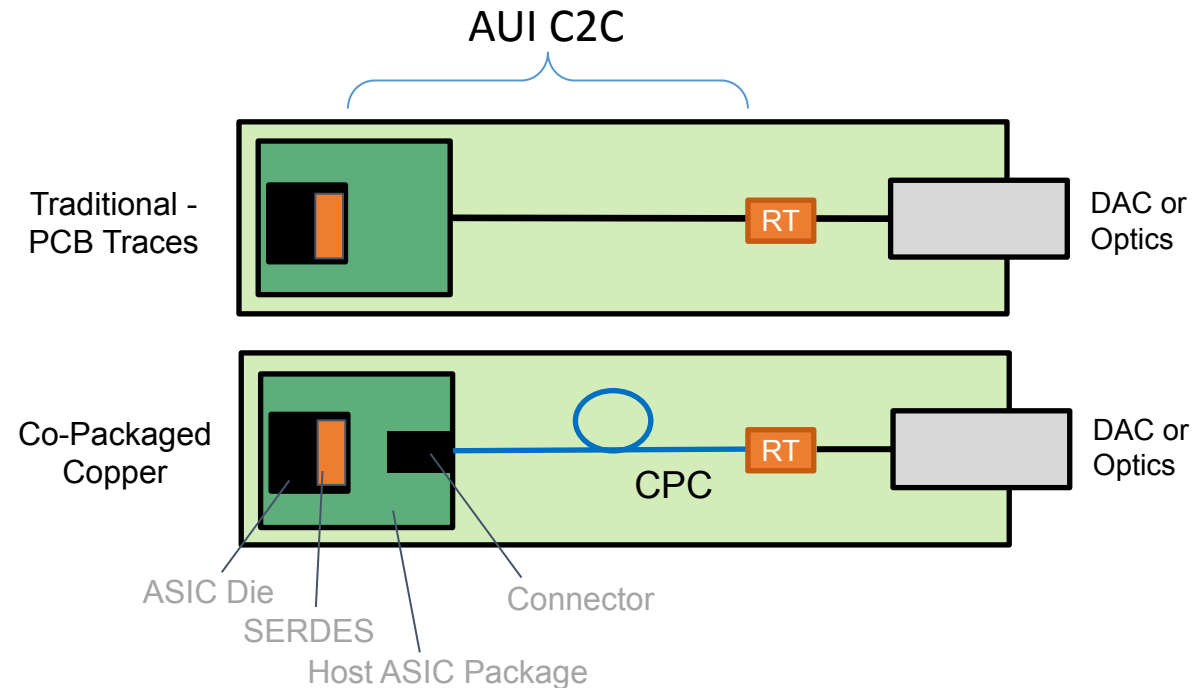 AUI C2C
Traditional -
PCB Traces
RT
DAC or
Optics
Co-Packaged
Copper
RT
CPC
DAC or
Optics
ASIC Die
Connector
SERDES
Host ASIC Package